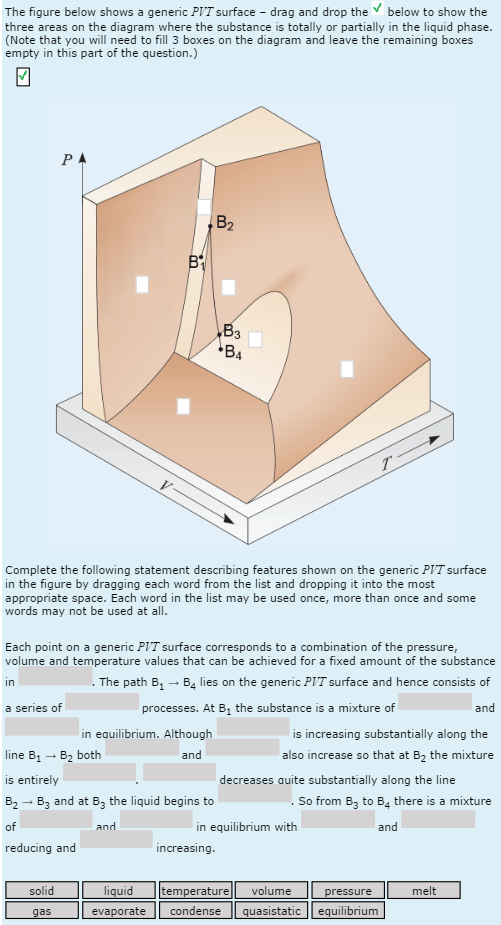 The figure below shows a generic PVT surface – drag and drop the ✓ below to show the
three areas on the diagram where the substance is totally or partially in the liquid phase.
(Note that you will need to fill 3 boxes on the diagram and leave the remaining boxes
empty in this part of the question.)
P
B2
B1
B3
B4
V
T
Complete the following statement describing features shown on the generic PVT surface
in the figure by dragging each word from the list and dropping it into the most
appropriate space. Each word in the list may be used once, more than once and some
words may not be used at all.
Each point on a generic PVT surface corresponds to a combination of the pressure,
volume and temperature values that can be achieved for a fixed amount of the substance
in . The path B1 → B4 lies on the generic PVT surface and hence consists of
a series of processes. At B1 the substance is a mixture of and
in equilibrium. Although is increasing substantially along the
line B1 → B2 both and also increase so that at B2 the mixture
is entirely . decreases quite substantially along the line
B2 → B3 and at B3 the liquid begins to . So from B3 to B4 there is a mixture
of and in equilibrium with and
reducing and increasing.
solid liquid temperature volume pressure melt
gas evaporate condense quasistatic equilibrium